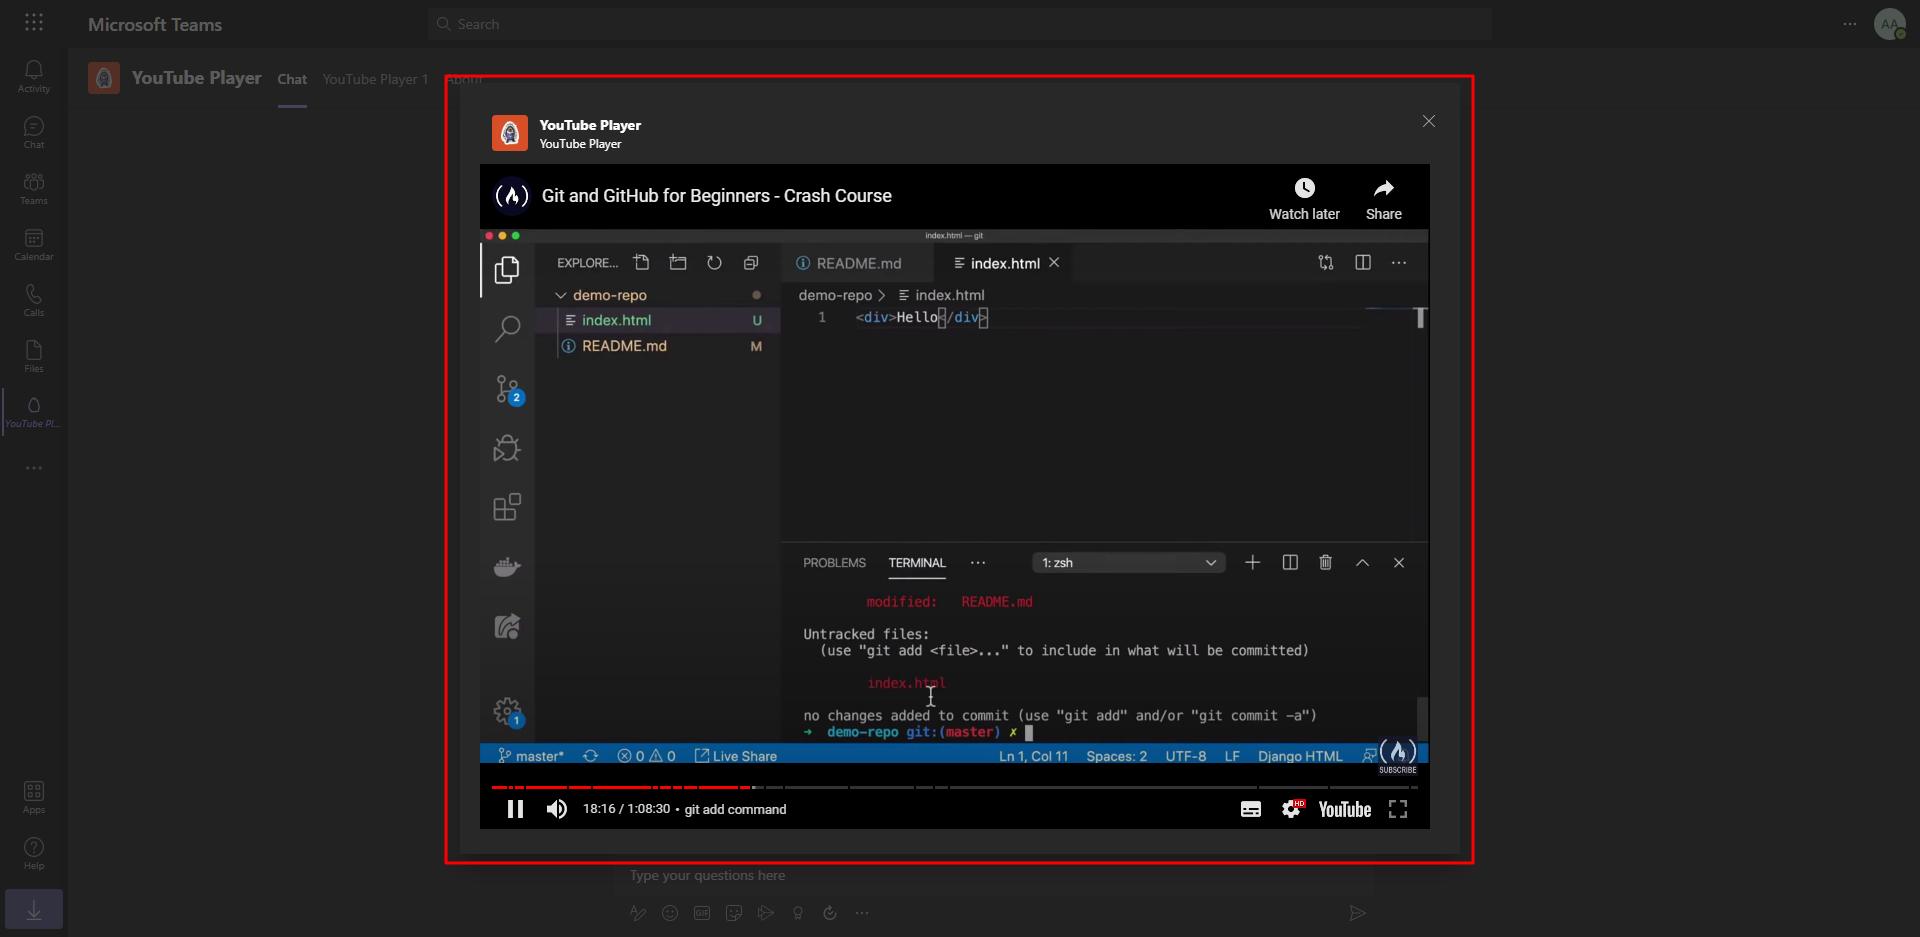 Microsoft Teams
Search
AA
Activity
Chat
Teams
Calendar
Calls
Files
YouTube Pl...
Apps
Help
YouTube Player Chat YouTube Player 1 About
YouTube Player
YouTube Player
Git and GitHub for Beginners - Crash Course
Watch later
Share
index.html — git
EXPLORE...
README.md
index.html
demo-repo
index.html U
README.md M
2
1
demo-repo > index.html
1 <div>Hello</div>
PROBLEMS TERMINAL ... 1: zsh
modified: README.md
Untracked files:
(use "git add <file>..." to include in what will be committed)
index.html
no changes added to commit (use "git add" and/or "git commit -a")
→ demo-repo git:(master) ✗
master* 0 0 Live Share Ln 1, Col 11 Spaces: 2 UTF-8 LF Django HTML
SUBSCRIBE
18:16 / 1:08:30 • git add command
HD
YouTube
Type your questions here
GIF